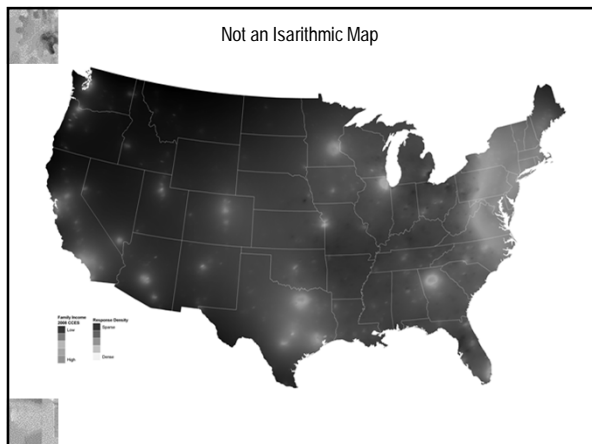 Not an Isarithmic Map
Family Income
2008 CCES
Low
High
Response Density
Sparse
Dense